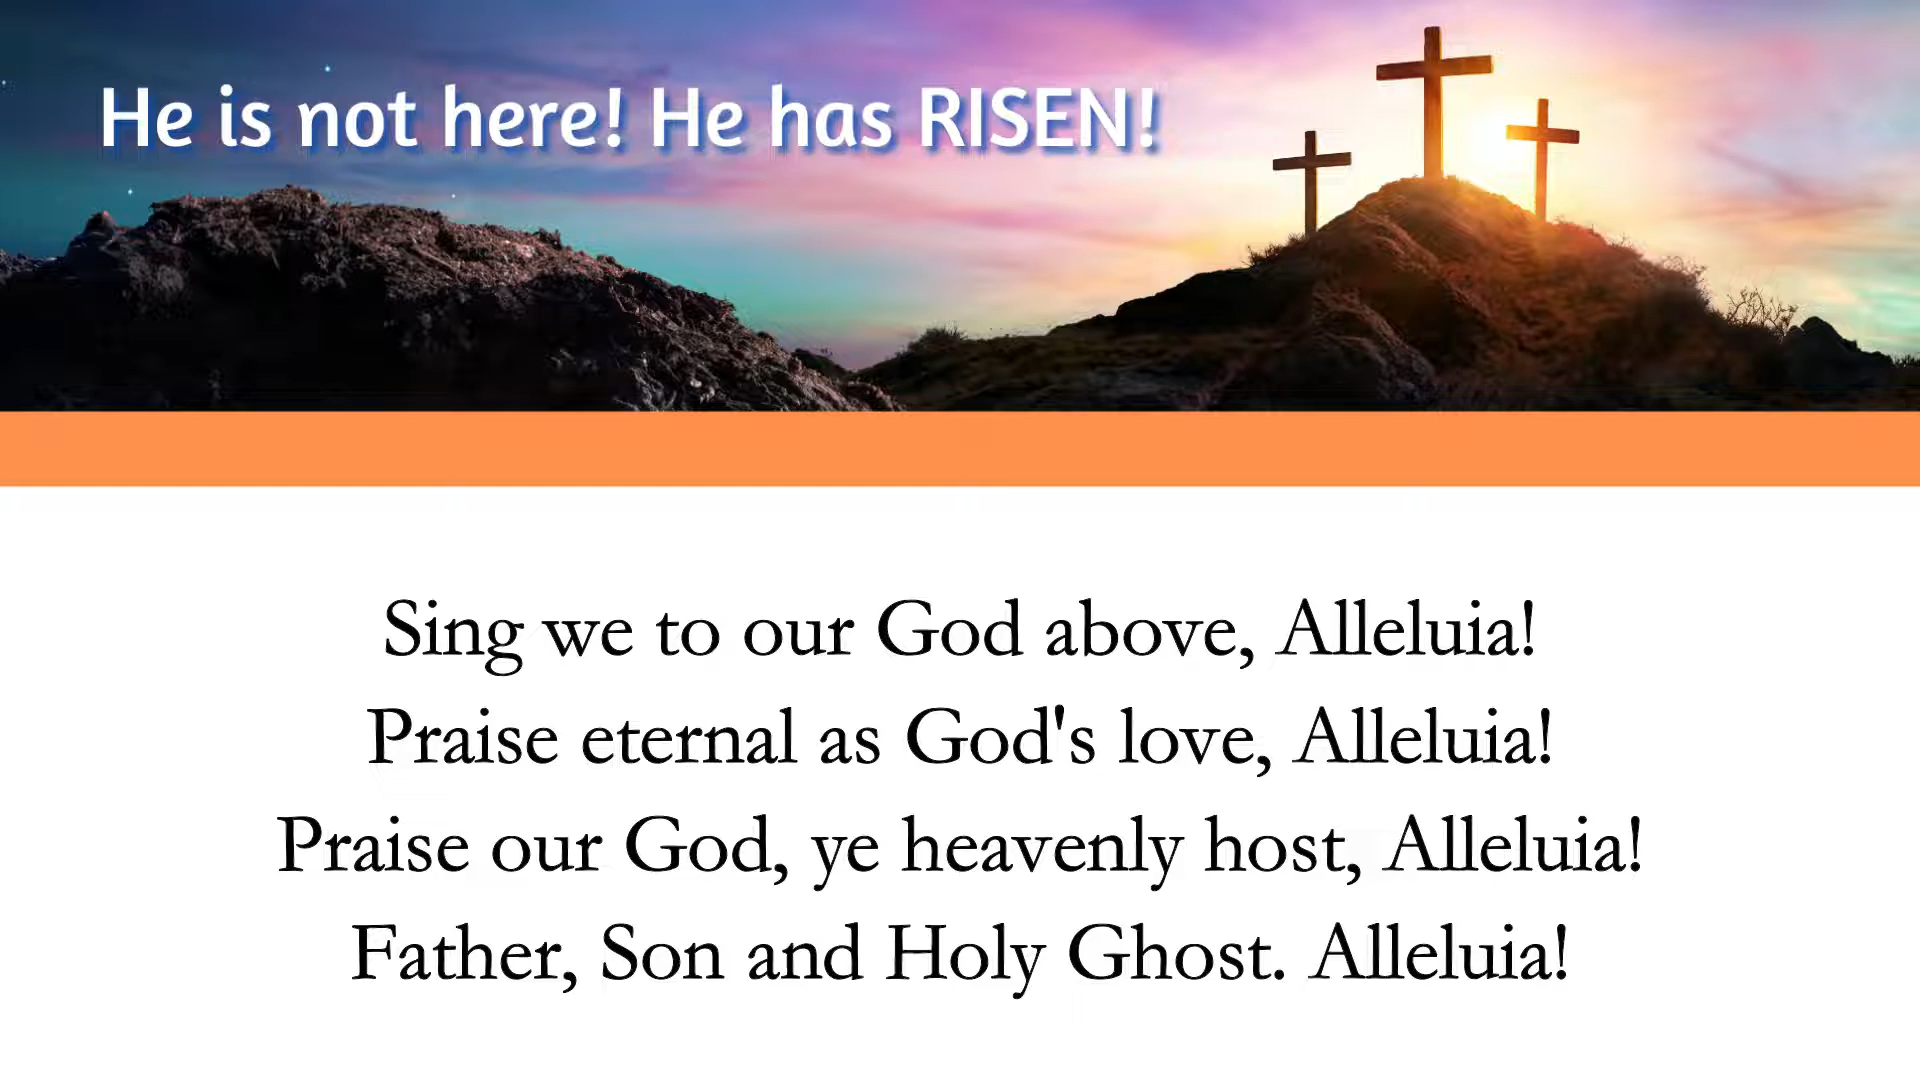 He is not here! He has RISEN!
Sing we to our God above, Alleluia!
Praise eternal as God's love, Alleluia!
Praise our God, ye heavenly host, Alleluia!
Father, Son and Holy Ghost. Alleluia!